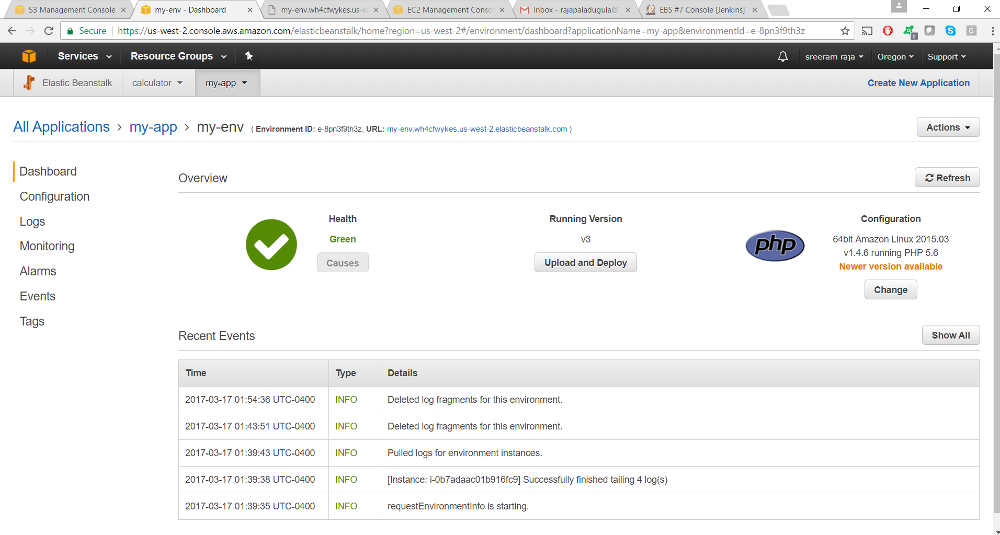 S3 Management Console
my-env - Dashboard
my-env.wh4cfwykes.us-w
EC2 Management Conso
Inbox - rajapaladugula@
EBS #7 Console [Jenkins]
Secure
https://us-west-2.console.aws.amazon.com/elasticbeanstalk/home?region=us-west-2#/environment/dashboard?applicationName=my-app&environmentId=e-8pn3f9th3z
0
G
Services
Resource Groups
sreeram raja
Oregon
Support
Elastic Beanstalk
calculator
my-app
Create New Application
All Applications > my-app > my-env ( Environment ID: e-8pn3f9th3z, URL: my-env.wh4cfwykes.us-west-2.elasticbeanstalk.com )
Actions
Dashboard
Configuration
Logs
Monitoring
Alarms
Events
Tags
Overview
Refresh
Health
Green
Causes
Running Version
v3
Upload and Deploy
php
Configuration
64bit Amazon Linux 2015.03
v1.4.6 running PHP 5.6
Newer version available
Change
Recent Events
Show All
Time Type Details
2017-03-17 01:54:36 UTC-0400 INFO Deleted log fragments for this environment.
2017-03-17 01:43:51 UTC-0400 INFO Deleted log fragments for this environment.
2017-03-17 01:39:43 UTC-0400 INFO Pulled logs for environment instances.
2017-03-17 01:39:38 UTC-0400 INFO [Instance: i-0b7adaac01b916fc9] Successfully finished tailing 4 log(s)
2017-03-17 01:39:35 UTC-0400 INFO requestEnvironmentInfo is starting.